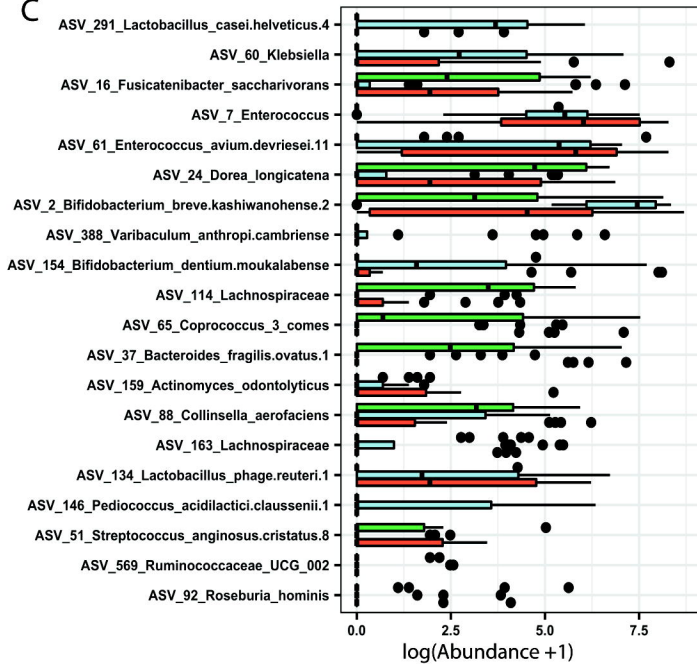 C
ASV_291_Lactobacillus_casei.helveticus.4
ASV_60_Klebsiella
ASV_16_Fusicatenibacter_saccharivorans
ASV_7_Enterococcus
ASV_61_Enterococcus_avium.devriesei.11
ASV_24_Dorea_longicatena
ASV_2_Bifidobacterium_breve.kashiwanohense.2
ASV_388_Varibaculum_anthropi.cambriense
ASV_154_Bifidobacterium_dentium.moukalabense
ASV_114_Lachnospiraceae
ASV_65_Coprococcus_3_comes
ASV_37_Bacteroides_fragilis.ovatus.1
ASV_159_Actinomyces_odontolyticus
ASV_88_Collinsella_aerofaciens
ASV_163_Lachnospiraceae
ASV_134_Lactobacillus_phage.reuteri.1
ASV_146_Pediococcus_acidilactici.claussenii.1
ASV_51_Streptococcus_anginosus.cristatus.8
ASV_569_Ruminococcaceae_UCG_002
ASV_92_Roseburia_hominis
0.0 2.5 5.0 7.5
log(Abundance +1)